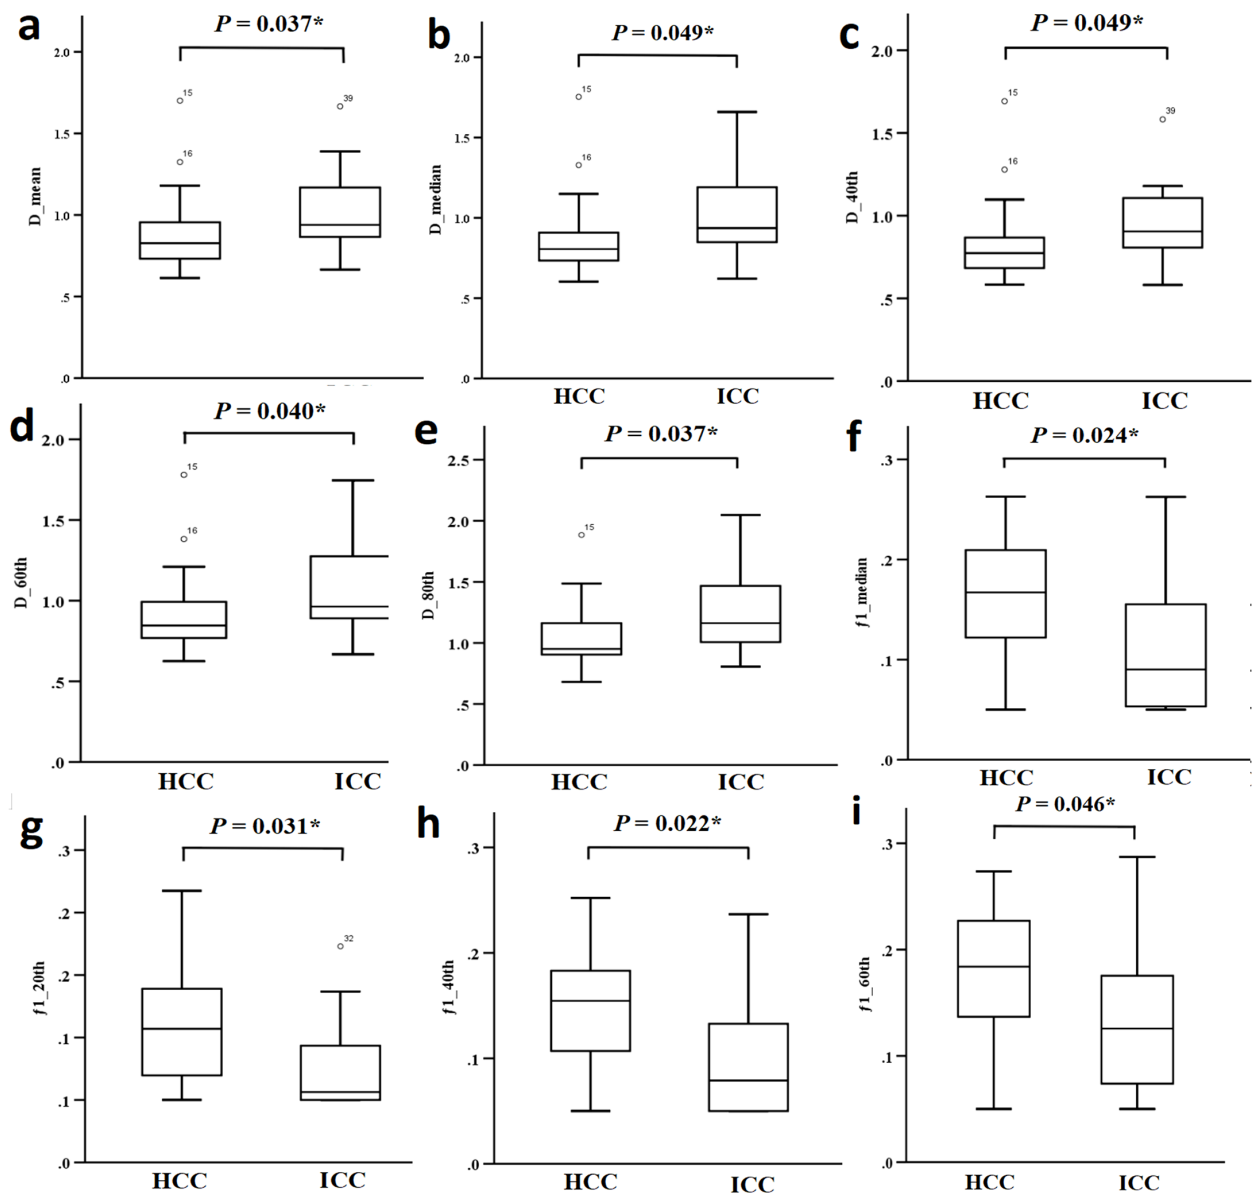 a
P = 0.037*
2.0
1.5
1.0
.5
.0
D_mean
15
16
39
b
P = 0.049*
2.0
1.5
1.0
.5
.0
D_median
15
16
HCC
ICC
c
P = 0.049*
2.0
1.5
1.0
.5
.0
D_40th
15
16
39
HCC
ICC
d
P = 0.040*
2.0
1.5
1.0
.5
.0
D_60th
15
16
HCC
ICC
e
P = 0.037*
2.5
2.0
1.5
1.0
.5
.0
D_80th
15
HCC
ICC
f
P = 0.024*
.3
.2
.1
.0
f1_median
HCC
ICC
g
P = 0.031*
.3
.2
.2
.1
.1
.0
f1_20th
32
HCC
ICC
h
P = 0.022*
.3
.2
.1
.0
f1_40th
HCC
ICC
i
P = 0.046*
.3
.2
.1
.0
f1_60th
HCC
ICC